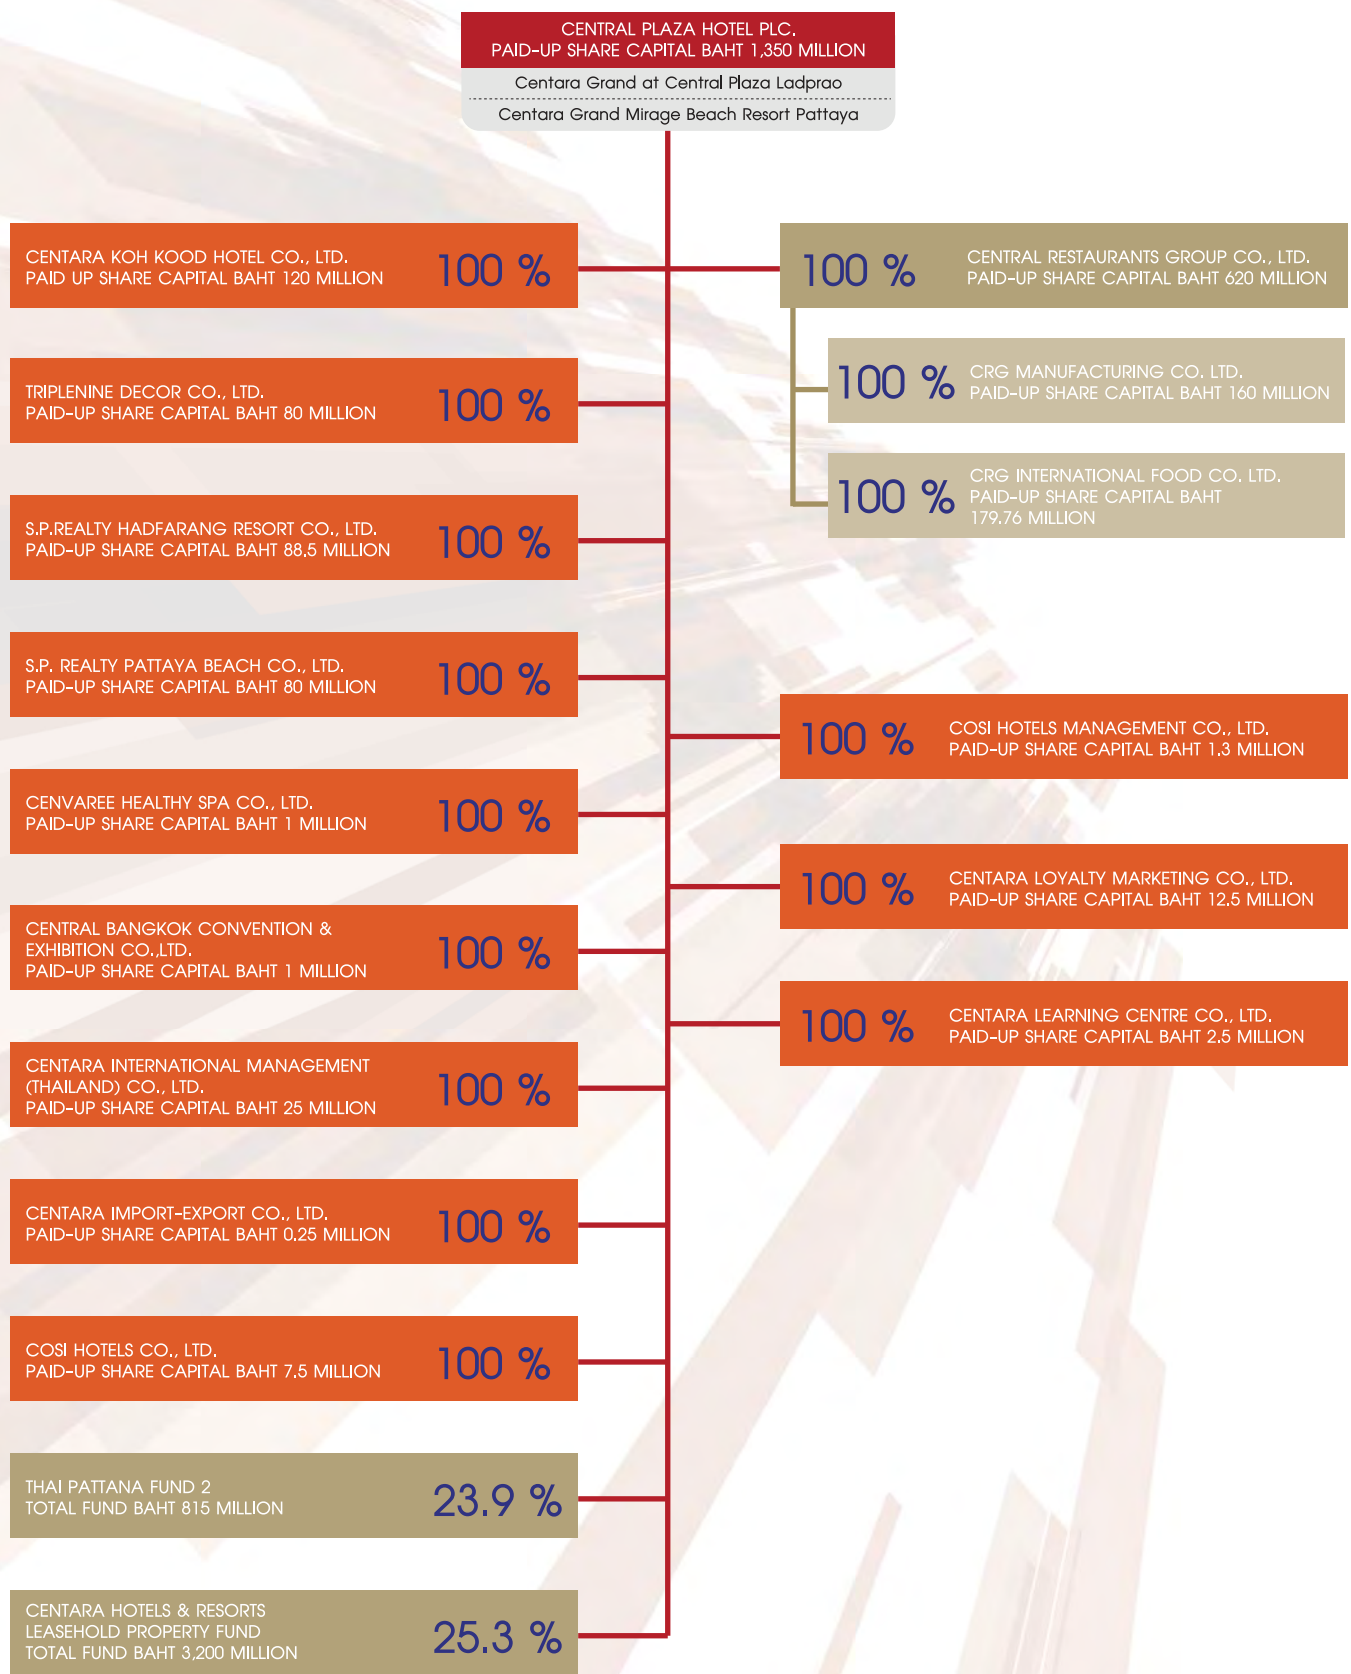 CENTRAL PLAZA HOTEL PLC.
PAID-UP SHARE CAPITAL BAHT 1,350 MILLION
Centara Grand at Central Plaza Ladprao
Centara Grand Mirage Beach Resort Pattaya
CENTARA KOH KOOD HOTEL CO., LTD.
PAID UP SHARE CAPITAL BAHT 120 MILLION
100 %
TRIPLENINE DECOR CO., LTD.
PAID-UP SHARE CAPITAL BAHT 80 MILLION
100 %
S.P.REALTY HADFARANG RESORT CO., LTD.
PAID-UP SHARE CAPITAL BAHT 88.5 MILLION
100 %
S.P. REALTY PATTAYA BEACH CO., LTD.
PAID-UP SHARE CAPITAL BAHT 80 MILLION
100 %
CENVAREE HEALTHY SPA CO., LTD.
PAID-UP SHARE CAPITAL BAHT 1 MILLION
100 %
CENTRAL BANGKOK CONVENTION &
EXHIBITION CO.,LTD.
PAID-UP SHARE CAPITAL BAHT 1 MILLION
100 %
CENTARA INTERNATIONAL MANAGEMENT
(THAILAND) CO., LTD.
PAID-UP SHARE CAPITAL BAHT 25 MILLION
100 %
CENTARA IMPORT-EXPORT CO., LTD.
PAID-UP SHARE CAPITAL BAHT 0.25 MILLION
100 %
COSI HOTELS CO., LTD.
PAID-UP SHARE CAPITAL BAHT 7.5 MILLION
100 %
THAI PATTANA FUND 2
TOTAL FUND BAHT 815 MILLION
23.9 %
CENTARA HOTELS & RESORTS
LEASEHOLD PROPERTY FUND
TOTAL FUND BAHT 3,200 MILLION
25.3 %
100 %
CENTRAL RESTAURANTS GROUP CO., LTD.
PAID-UP SHARE CAPITAL BAHT 620 MILLION
100 %
CRG MANUFACTURING CO. LTD.
PAID-UP SHARE CAPITAL BAHT 160 MILLION
100 %
CRG INTERNATIONAL FOOD CO. LTD.
PAID-UP SHARE CAPITAL BAHT
179.76 MILLION
100 %
COSI HOTELS MANAGEMENT CO., LTD.
PAID-UP SHARE CAPITAL BAHT 1.3 MILLION
100 %
CENTARA LOYALTY MARKETING CO., LTD.
PAID-UP SHARE CAPITAL BAHT 12.5 MILLION
100 %
CENTARA LEARNING CENTRE CO., LTD.
PAID-UP SHARE CAPITAL BAHT 2.5 MILLION